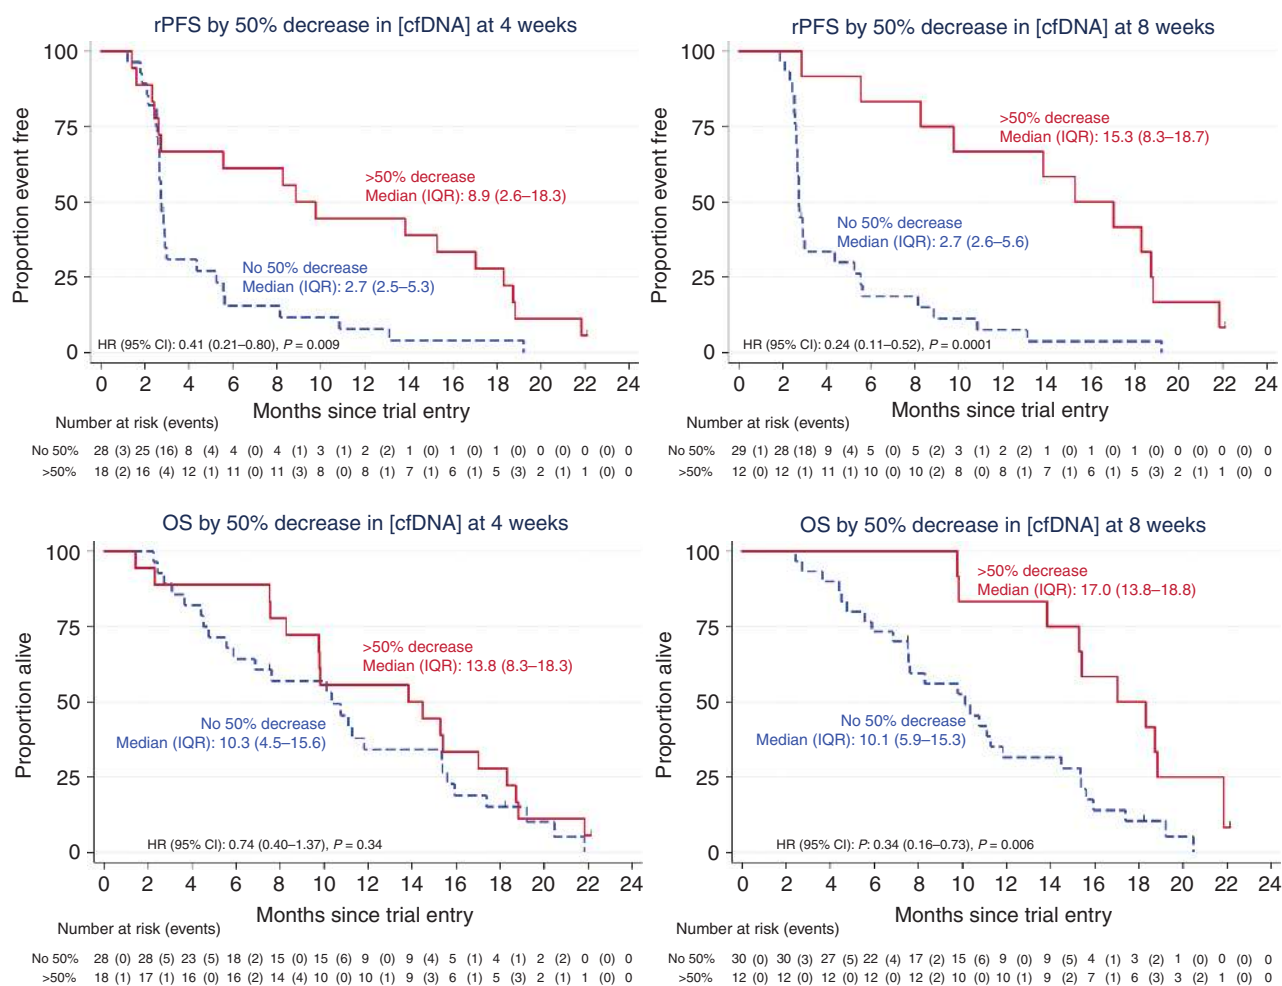 rPFS by 50% decrease in [cfDNA] at 4 weeks
100
75
50
25
0
Proportion event free
>50% decrease
Median (IQR): 8.9 (2.6–18.3)
No 50% decrease
Median (IQR): 2.7 (2.5–5.3)
HR (95% CI): 0.41 (0.21–0.80), P = 0.009
0 2 4 6 8 10 12 14 16 18 20 22 24
Months since trial entry
Number at risk (events)
No 50% 28 (3) 25 (16) 8 (4) 4 (0) 4 (1) 3 (1) 2 (2) 1 (0) 1 (0) 1 (0) 0 (0) 0 (0) 0
>50% 18 (2) 16 (4) 12 (1) 11 (0) 11 (3) 8 (0) 8 (1) 7 (1) 6 (1) 5 (3) 2 (1) 1 (0) 0
rPFS by 50% decrease in [cfDNA] at 8 weeks
100
75
50
25
0
Proportion event free
>50% decrease
Median (IQR): 15.3 (8.3–18.7)
No 50% decrease
Median (IQR): 2.7 (2.6–5.6)
HR (95% CI): 0.24 (0.11–0.52), P = 0.0001
0 2 4 6 8 10 12 14 16 18 20 22 24
Months since trial entry
Number at risk (events)
No 50% 29 (1) 28 (18) 9 (4) 5 (0) 5 (2) 3 (1) 2 (2) 1 (0) 1 (0) 1 (0) 0 (0) 0 (0) 0
>50% 12 (0) 12 (1) 11 (1) 10 (0) 10 (2) 8 (0) 8 (1) 7 (1) 6 (1) 5 (3) 2 (1) 1 (0) 0
OS by 50% decrease in [cfDNA] at 4 weeks
100
75
50
25
0
Proportion alive
>50% decrease
Median (IQR): 13.8 (8.3–18.3)
No 50% decrease
Median (IQR): 10.3 (4.5–15.6)
HR (95% CI): 0.74 (0.40–1.37), P = 0.34
0 2 4 6 8 10 12 14 16 18 20 22 24
Months since trial entry
Number at risk (events)
No 50% 28 (0) 28 (5) 23 (5) 18 (2) 15 (0) 15 (6) 9 (0) 9 (4) 5 (1) 4 (1) 2 (2) 0 (0) 0
>50% 18 (1) 17 (1) 16 (0) 16 (2) 14 (4) 10 (0) 10 (1) 9 (3) 6 (1) 5 (3) 2 (1) 1 (0) 0
OS by 50% decrease in [cfDNA] at 8 weeks
100
75
50
25
0
Proportion alive
>50% decrease
Median (IQR): 17.0 (13.8–18.8)
No 50% decrease
Median (IQR): 10.1 (5.9–15.3)
HR (95% CI): P: 0.34 (0.16–0.73), P = 0.006
0 2 4 6 8 10 12 14 16 18 20 22 24
Months since trial entry
Number at risk (events)
No 50% 30 (0) 30 (3) 27 (5) 22 (4) 17 (2) 15 (6) 9 (0) 9 (5) 4 (1) 3 (2) 1 (0) 0 (0) 0
>50% 12 (0) 12 (0) 12 (0) 12 (0) 12 (2) 10 (0) 10 (1) 9 (2) 7 (1) 6 (3) 3 (2) 1 (0) 0